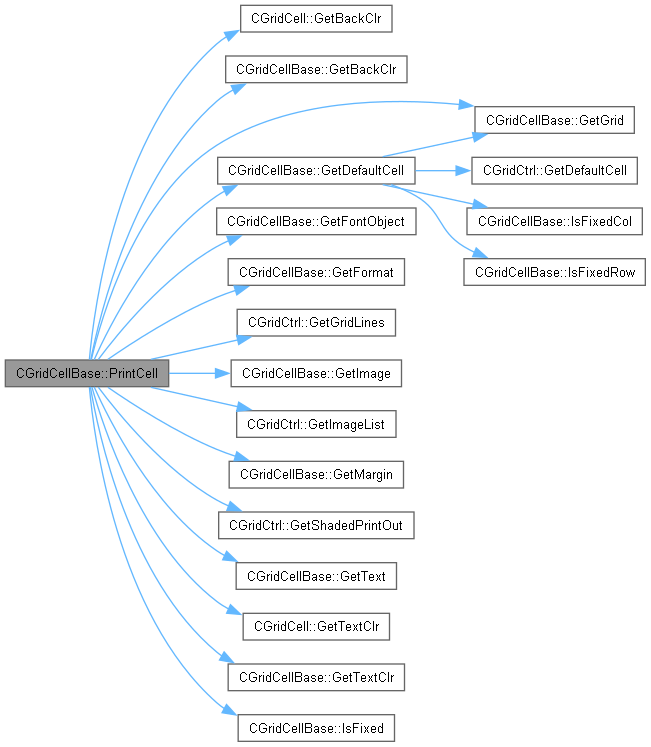 CGridCell::GetBackClr
CGridCellBase::GetBackClr
CGridCellBase::GetGrid
CGridCellBase::GetDefaultCell
CGridCtrl::GetDefaultCell
CGridCellBase::GetFontObject
CGridCellBase::IsFixedCol
CGridCellBase::GetFormat
CGridCellBase::IsFixedRow
CGridCtrl::GetGridLines
CGridCellBase::PrintCell
CGridCellBase::GetImage
CGridCtrl::GetImageList
CGridCellBase::GetMargin
CGridCtrl::GetShadedPrintOut
CGridCellBase::GetText
CGridCell::GetTextClr
CGridCellBase::GetTextClr
CGridCellBase::IsFixed